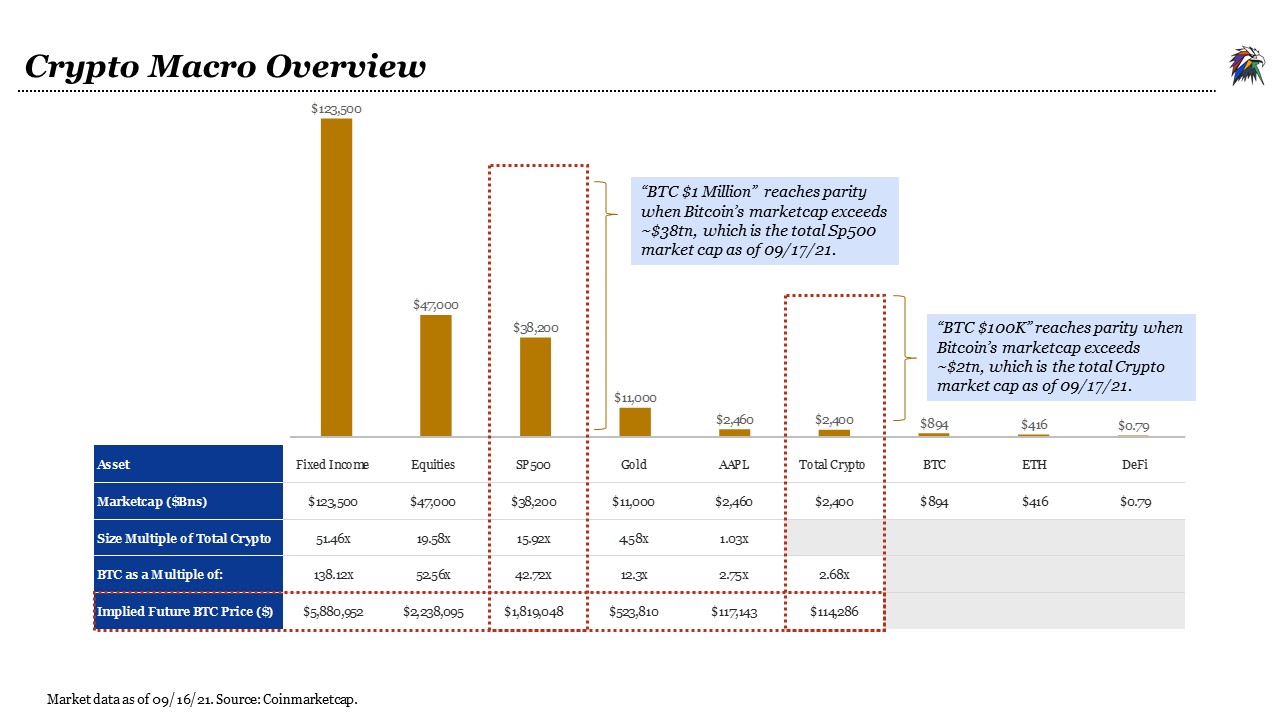 Crypto Macro Overview
$123,500
$47,000
$38,200
$11,000
$2,460
$2,400
$894
$416
$0.79
“BTC $1 Million” reaches parity
when Bitcoin’s marketcap exceeds
~$38tn, which is the total Sp500
market cap as of 09/17/21.
“BTC $100K” reaches parity when
Bitcoin’s marketcap exceeds
~$2tn, which is the total Crypto
market cap as of 09/17/21.
Asset Fixed Income Equities SP500 Gold AAPL Total Crypto BTC ETH DeFi
Marketcap ($Bns) $123,500 $47,000 $38,200 $11,000 $2,460 $2,400 $894 $416 $0.79
Size Multiple of Total Crypto 51.46x 19.58x 15.92x 4.58x 1.03x
BTC as a Multiple of: 138.12x 52.56x 42.72x 12.3x 2.75x 2.68x
Implied Future BTC Price ($) $5,880,952 $2,238,095 $1,819,048 $523,810 $117,143 $114,286
Market data as of 09/16/21. Source: Coinmarketcap.